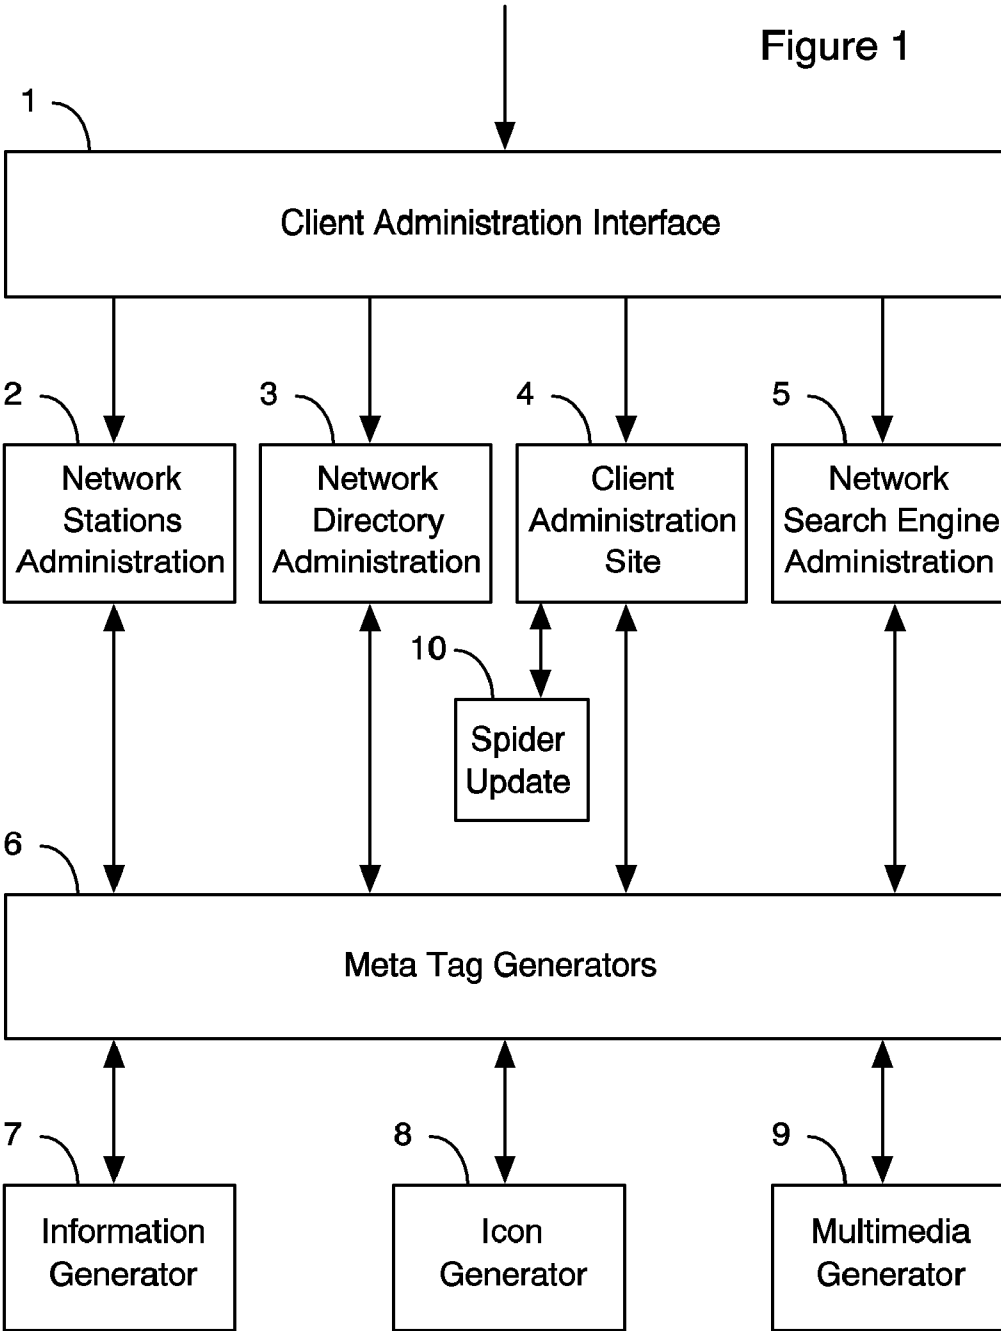 Figure 1
1
Client Administration Interface
2
3
4
5
Network
Stations
Administration
Network
Directory
Administration
Client
Administration
Site
Network
Search Engine
Administration
10
Spider
Update
6
Meta Tag Generators
7
8
9
Information
Generator
Icon
Generator
Multimedia
Generator